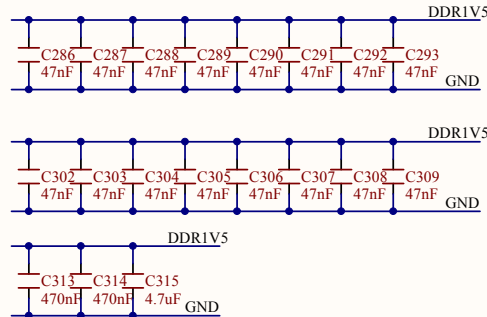 DDR1V5
C286 C287 C288 C289 C290 C291 C292 C293
47nF 47nF 47nF 47nF 47nF 47nF 47nF 47nF
GND
DDR1V5
C302 C303 C304 C305 C306 C307 C308 C309
47nF 47nF 47nF 47nF 47nF 47nF 47nF 47nF
GND
DDR1V5
C313 C314 C315
470nF 470nF 4.7uF
GND